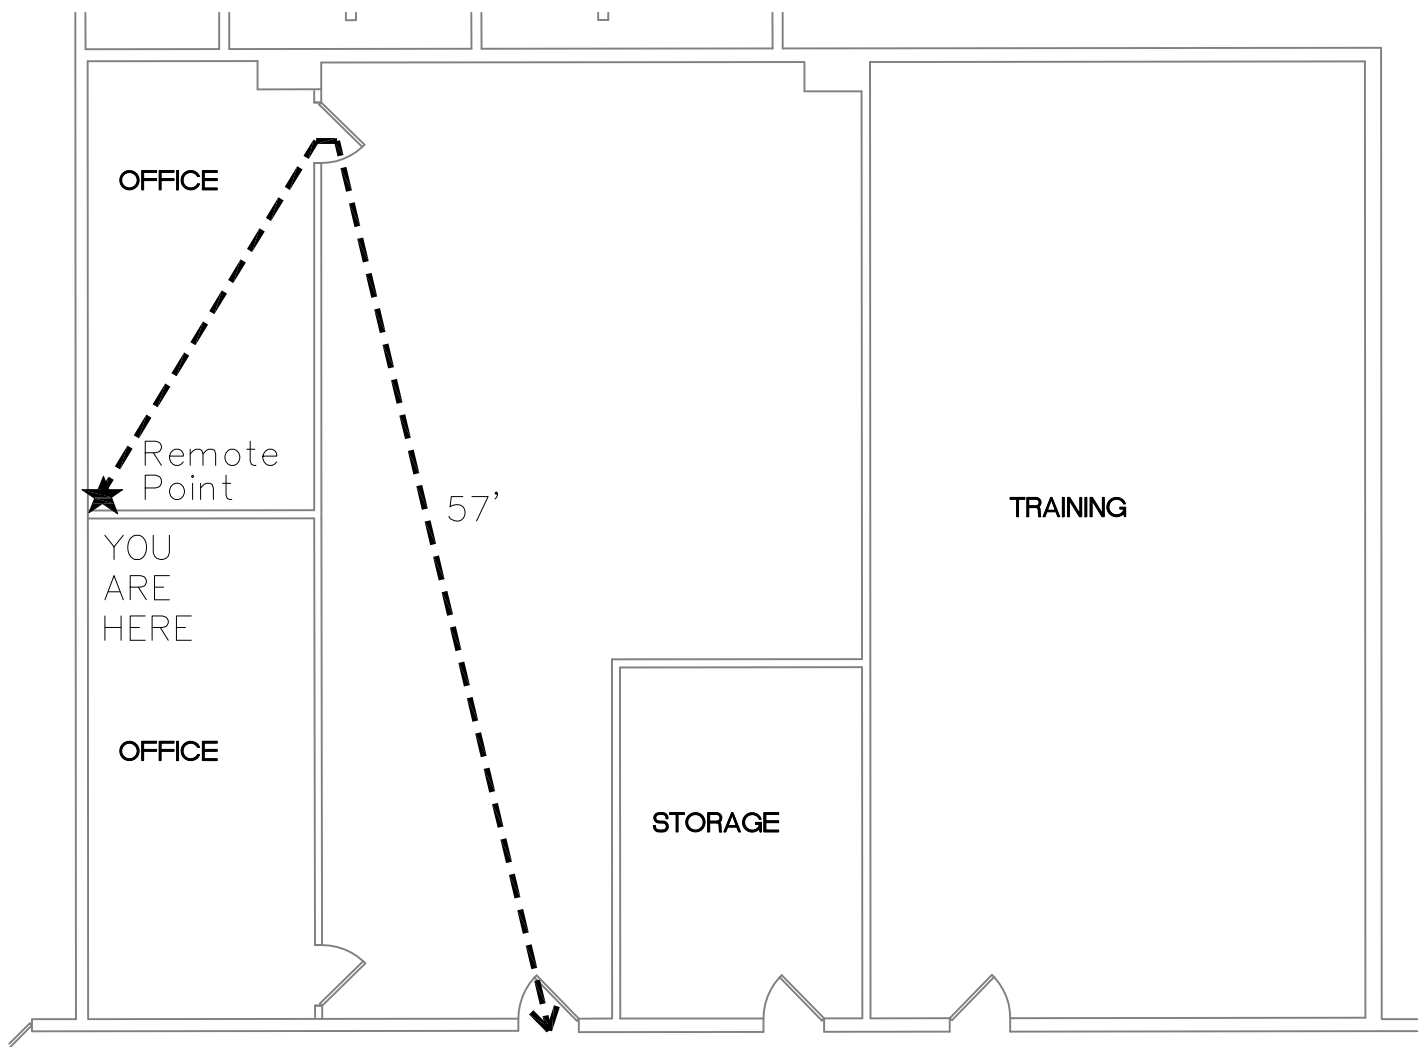 OFFICE
Remote
Point
57'
TRAINING
YOU
ARE
HERE
OFFICE
STORAGE